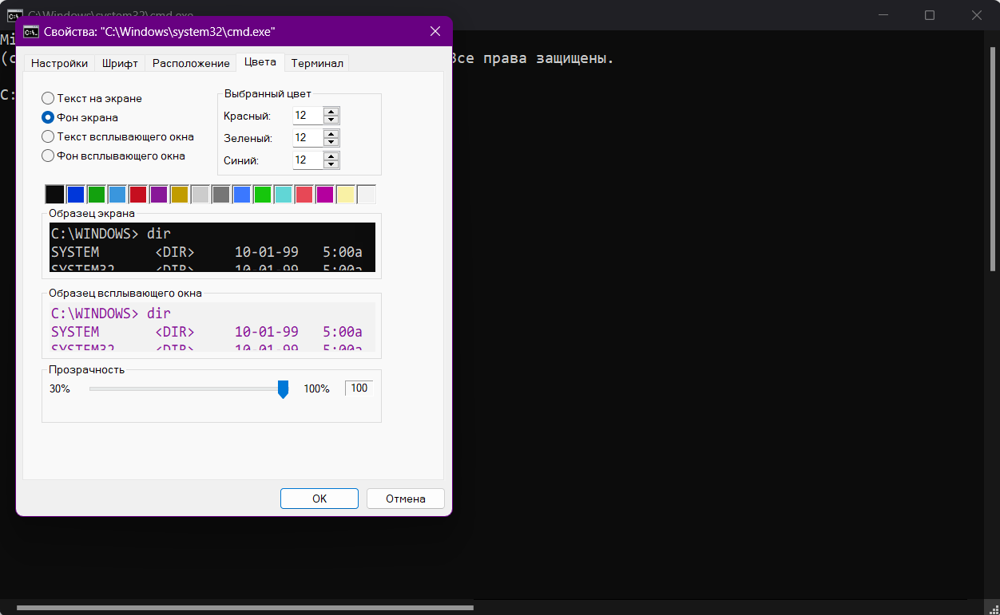 C:\Windows\system32\cmd.exe
Свойства: "C:\Windows\system32\cmd.exe"
Настройки Шрифт Расположение Цвета Терминал
Все права защищены.
Текст на экране
Фон экрана
Текст всплывающего окна
Фон всплывающего окна
Выбранный цвет
Красный: 12
Зеленый: 12
Синий: 12
Образец экрана
C:\WINDOWS> dir
SYSTEM <DIR> 10-01-99 5:00a
SYSTEM32 <DIR> 10-01-99 5:00a
Образец всплывающего окна
C:\WINDOWS> dir
SYSTEM <DIR> 10-01-99 5:00a
SYSTEM32 <DIR> 10-01-99 5:00a
Прозрачность
30% 100% 100
OK Отмена